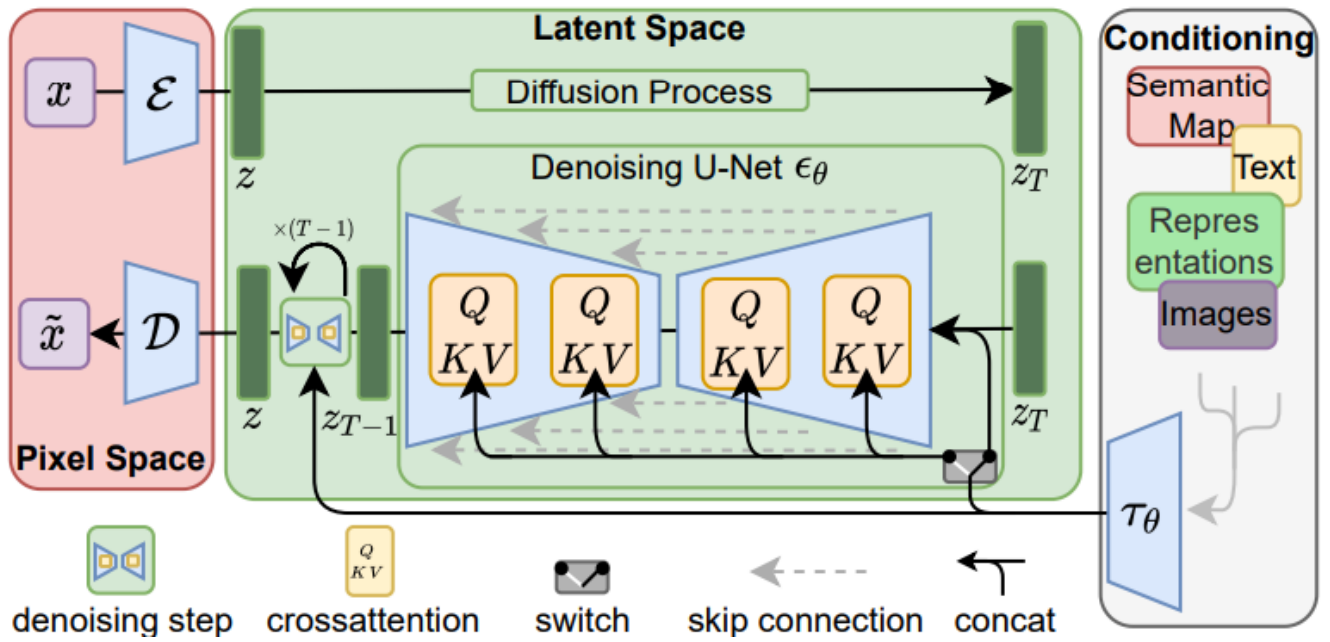 Latent Space
Conditioning
x
ℰ
Diffusion Process
Semantic
Map
Text
z
Denoising U-Net ϵ_θ
z_T
Repres
entations
×(T−1)
Images
Q
KV
Q
KV
Q
KV
Q
KV
x̃
𝒟
z
z_{T−1}
z_T
Pixel Space
τ_θ
Q
KV
denoising step
crossattention
switch
skip connection
concat